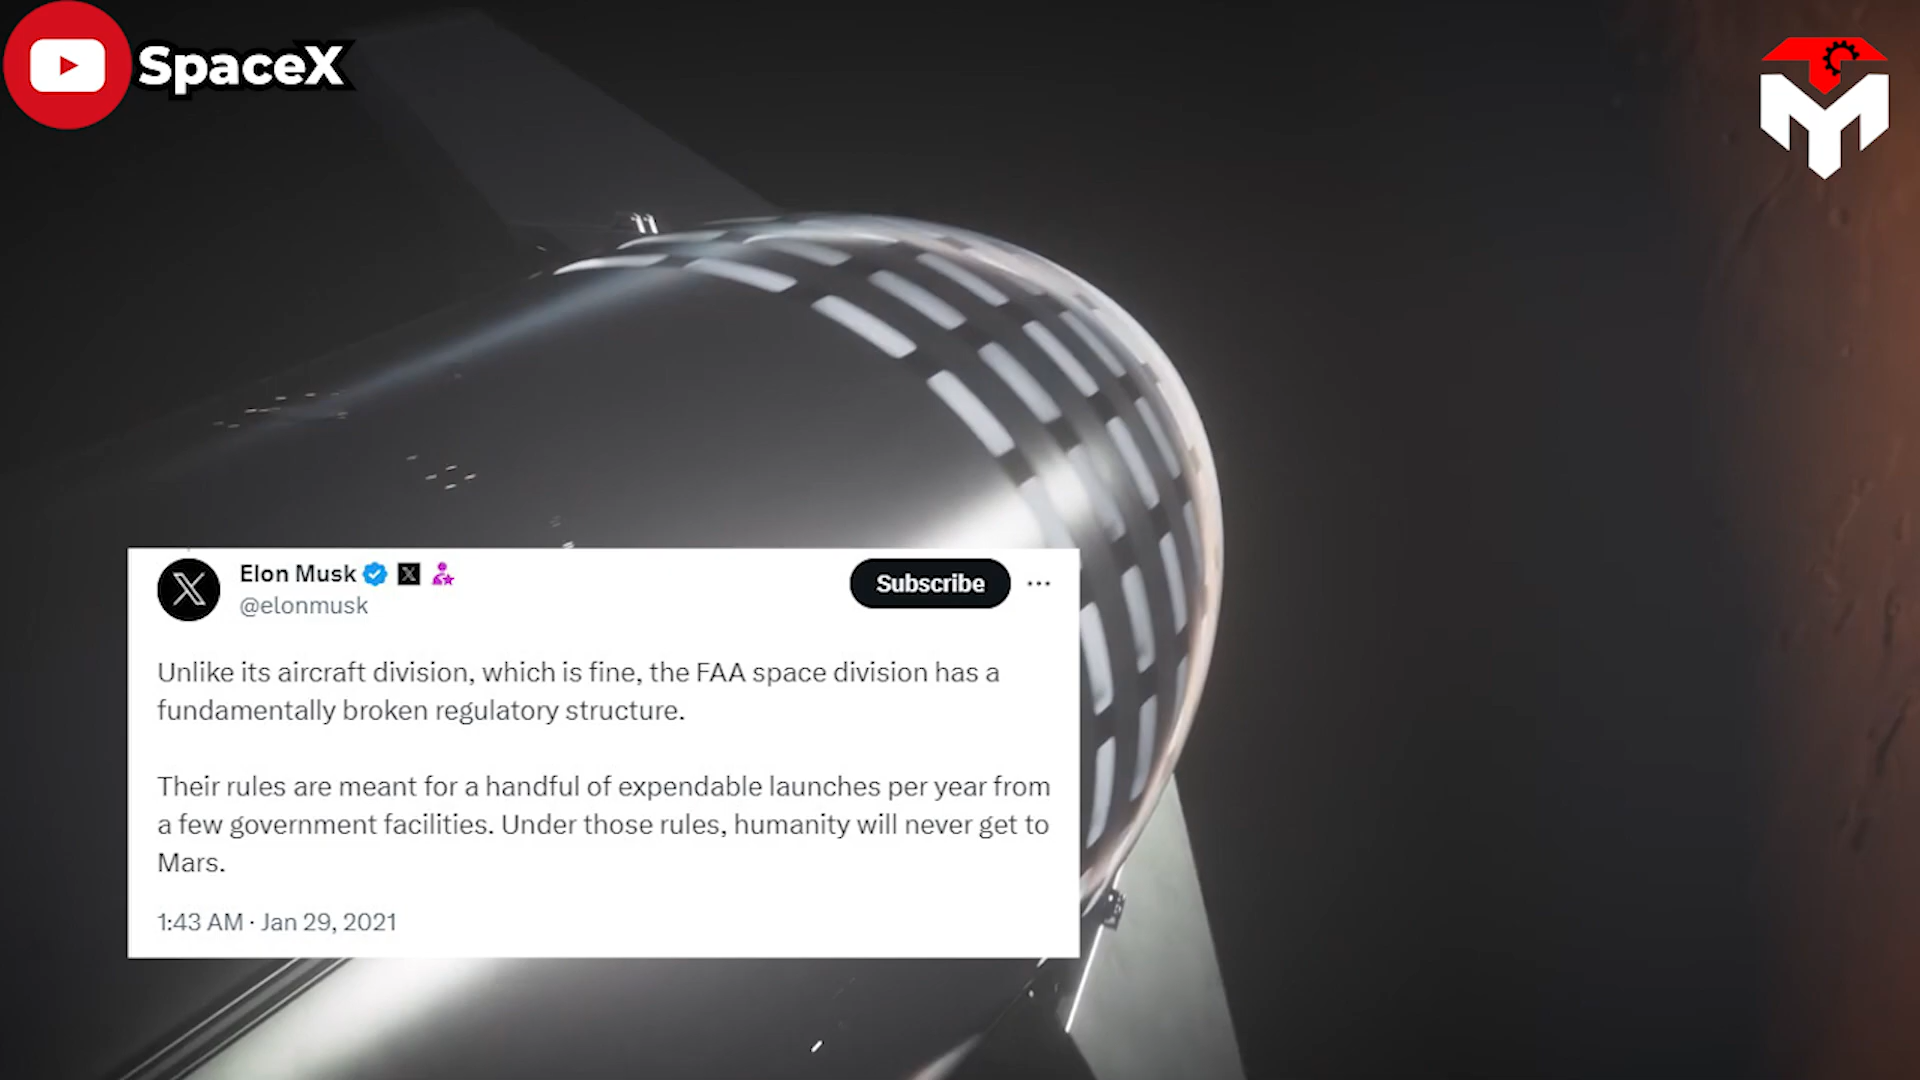 SpaceX
Elon Musk
@elonmusk
Subscribe
Unlike its aircraft division, which is fine, the FAA space division has a
fundamentally broken regulatory structure.
Their rules are meant for a handful of expendable launches per year from
a few government facilities. Under those rules, humanity will never get to
Mars.
1:43 AM · Jan 29, 2021